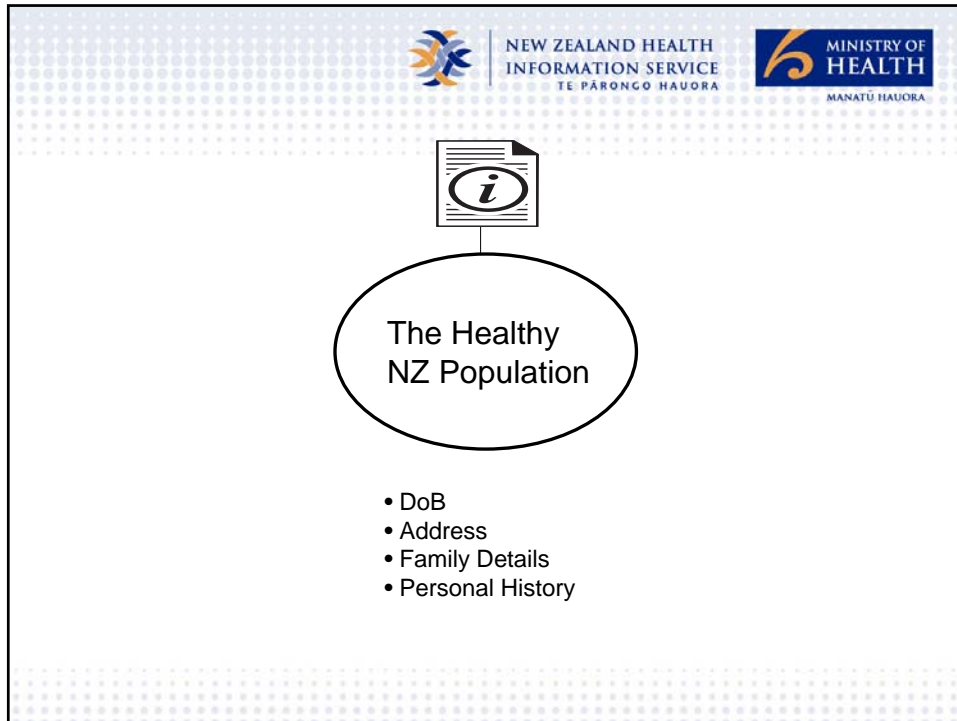 NEW ZEALAND HEALTH
INFORMATION SERVICE
TE PĀRONGO HAUORA
MINISTRY OF
HEALTH
MANATŪ HAUORA
i
The Healthy
NZ Population
• DoB
• Address
• Family Details
• Personal History